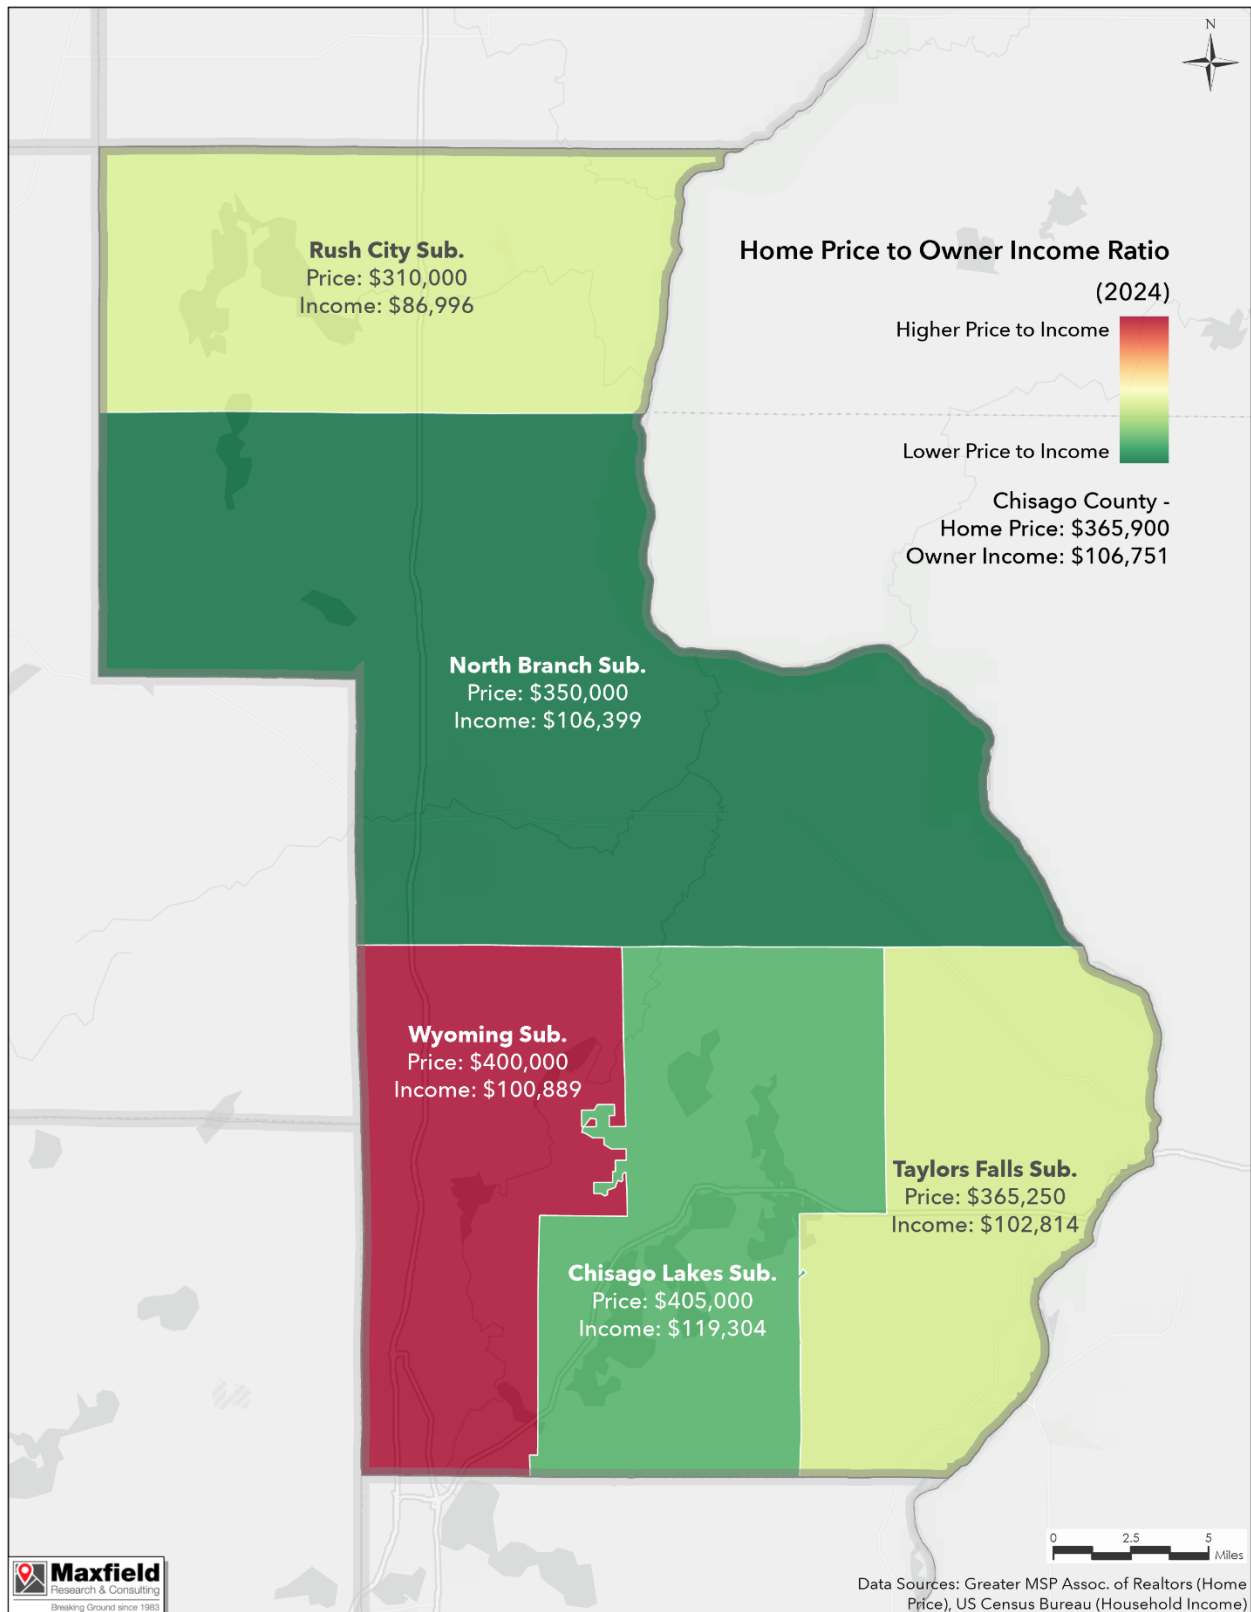 N
Rush City Sub.
Price: $310,000
Income: $86,996
Home Price to Owner Income Ratio
(2024)
Higher Price to Income
Lower Price to Income
Chisago County -
Home Price: $365,900
Owner Income: $106,751
North Branch Sub.
Price: $350,000
Income: $106,399
Wyoming Sub.
Price: $400,000
Income: $100,889
Taylors Falls Sub.
Price: $365,250
Income: $102,814
Chisago Lakes Sub.
Price: $405,000
Income: $119,304
0 2.5 5
Miles
Maxfield
Research & Consulting
Breaking Ground since 1983
Data Sources: Greater MSP Assoc. of Realtors (Home
Price), US Census Bureau (Household Income)